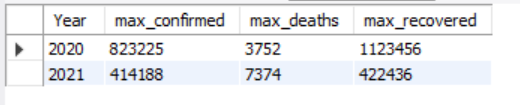 Year max_confirmed max_deaths max_recovered
2020 823225 3752 1123456
2021 414188 7374 422436